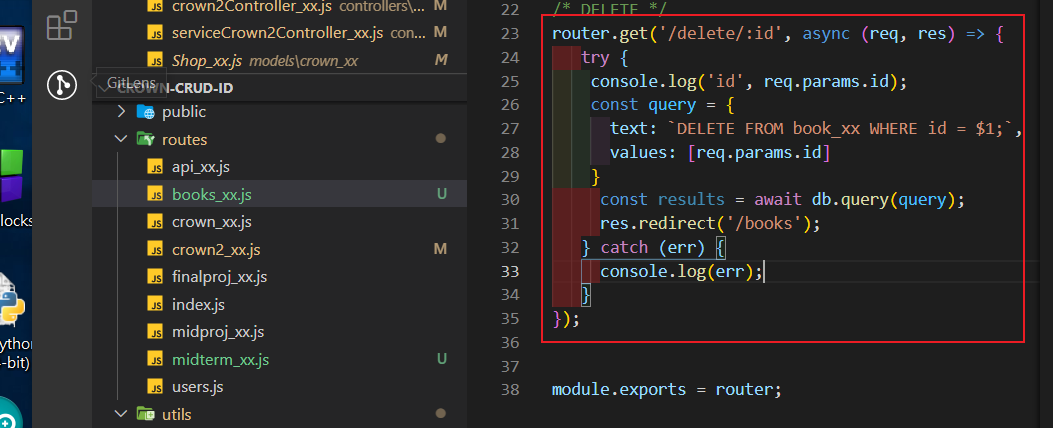 crown2Controller_xx.js controllers\... M
serviceCrown2Controller_xx.js con... M
Shop_xx.js models\crown_xx M
GitLens
-CRUD-ID
public
routes
api_xx.js
books_xx.js U
crown_xx.js
crown2_xx.js M
finalproj_xx.js
index.js
midproj_xx.js
midterm_xx.js U
users.js
utils
C++
locks
ython
-bit)
22 /* DELETE */
23 router.get('/delete/:id', async (req, res) => {
24 try {
25 console.log('id', req.params.id);
26 const query = {
27 text: `DELETE FROM book_xx WHERE id = $1;`,
28 values: [req.params.id]
29 }
30 const results = await db.query(query);
31 res.redirect('/books');
32 } catch (err) {
33 console.log(err);
34 }
35 });
36
37
38 module.exports = router;